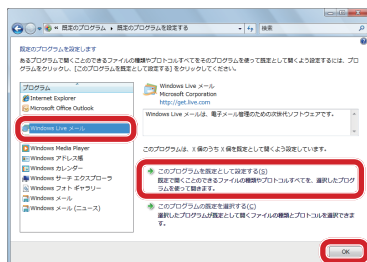 « 既定のプログラム ▸ 既定のプログラムを設定する
検索
既定のプログラムを設定します
あるプログラムで開くことのできるファイルの種類やプロトコルすべてをそのプログラムを使って既定として開くよう設定するには、プログラムをクリックし、[このプログラムを既定として設定する] をクリックしてください。
プログラム
Internet Explorer
Microsoft Office Outlook
Windows Live メール
Windows Media Player
Windows アドレス帳
Windows カレンダー
Windows サーチ エクスプローラ
Windows フォト ギャラリー
Windows メール
Windows メール (ニュース)
Windows Live メール
Microsoft Corporation
http://get.live.com
Windows Live メールは、電子メール管理のための次世代ソフトウェアです。
このプログラムは、X 個のうち X 個を既定として開くよう設定しています。
このプログラムを既定として設定する(S)
既定で開くことのできるファイルの種類やプロトコルすべてを、選択したプログラムを使って開きます。
このプログラムの既定を選択する(C)
選択したプログラムが既定として開くファイルの種類とプロトコルを選択できます。
OK